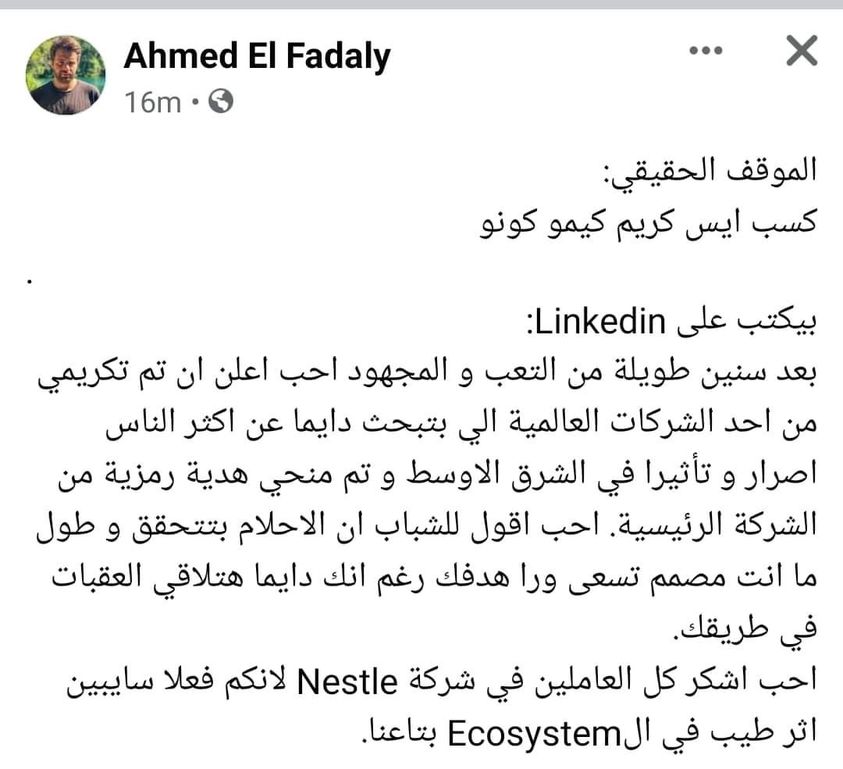 Ahmed El Fadaly
16m
الموقف الحقيقي:
كسب ايس كريم كيمو كونو
.
بيكتب على Linkedin:
بعد سنين طويلة من التعب و المجهود احب اعلن ان تم تكريمي
من احد الشركات العالمية الي بتبحث دايما عن اكثر الناس
اصرار و تأثيرا في الشرق الاوسط و تم منحي هدية رمزية من
الشركة الرئيسية. احب اقول للشباب ان الاحلام بتتحقق و طول
ما انت مصمم تسعى ورا هدفك رغم انك دايما هتلاقي العقبات
في طريقك.
احب اشكر كل العاملين في شركة Nestle لانكم فعلا سايبين
اثر طيب في الEcosystem بتاعنا.